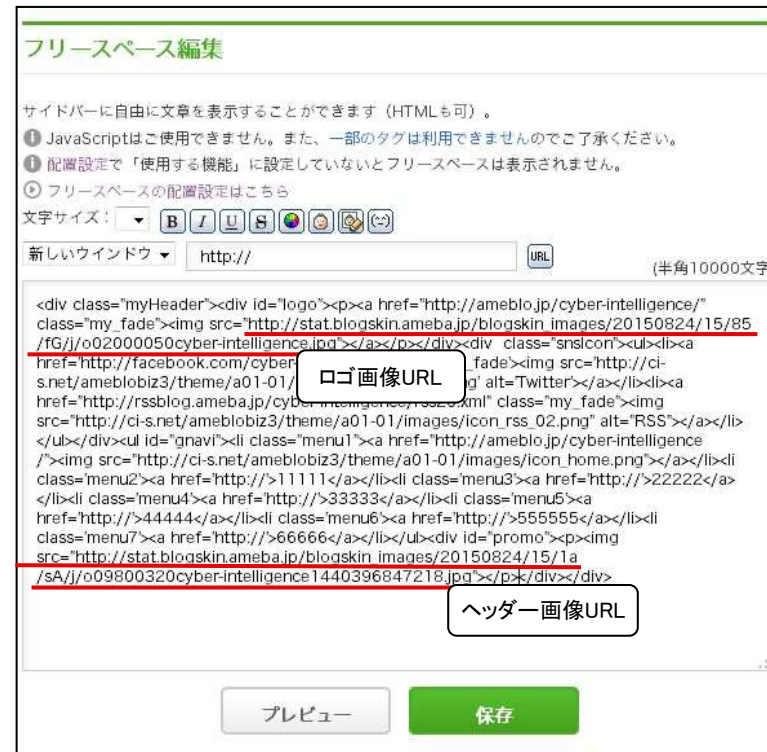 フリースペース編集
サイドバーに自由に文章を表示することができます（HTMLも可）。
JavaScriptはご使用できません。また、一部のタグは利用できませんのでご了承ください。
配置設定で「使用する機能」に設定していないとフリースペースは表示されません。
フリースペースの配置設定はこちら
文字サイズ： B I U S
新しいウインドウ http:// URL
(半角10000文字
<div class="myHeader"><div id="logo"><p><a href="http://ameblo.jp/cyber-intelligence/"
class="my_fade"><img src="http://stat.blogskin.ameba.jp/blogskin_images/20150824/15/85
/fG/j/o02000050cyber-intelligence.jpg"></a></p></div><div class="snsIcon"><ul><li><a
href="http://facebook.com/cyber- _fade"><img src="http://ci-
s.net/ameblobiz3/theme/a01-01/ ng" alt="Twitter"></a></li><li><a
href="http://rssblog.ameba.jp/cyber-intelligence/rss20.xml" class="my_fade"><img
src="http://ci-s.net/ameblobiz3/theme/a01-01/images/icon_rss_02.png" alt="RSS"></a></li>
</ul></div><ul id="gnavi"><li class="menu1"><a href="http://ameblo.jp/cyber-intelligence
/"><img src="http://ci-s.net/ameblobiz3/theme/a01-01/images/icon_home.png"></a></li><li
class="menu2"><a href="http://">11111</a></li><li class="menu3"><a href="http://">22222</a>
</li><li class="menu4"><a href="http://">33333</a></li><li class="menu5"><a
href="http://">44444</a></li><li class="menu6"><a href="http://">555555</a></li><li
class="menu7"><a href="http://">66666</a></li></ul><div id="promo"><p><img
src="http://stat.blogskin.ameba.jp/blogskin_images/20150824/15/1a
/sA/j/o09800320cyber-intelligence1440396847218.jpg"></p></div></div>
ロゴ画像URL
ヘッダー画像URL
プレビュー 保存